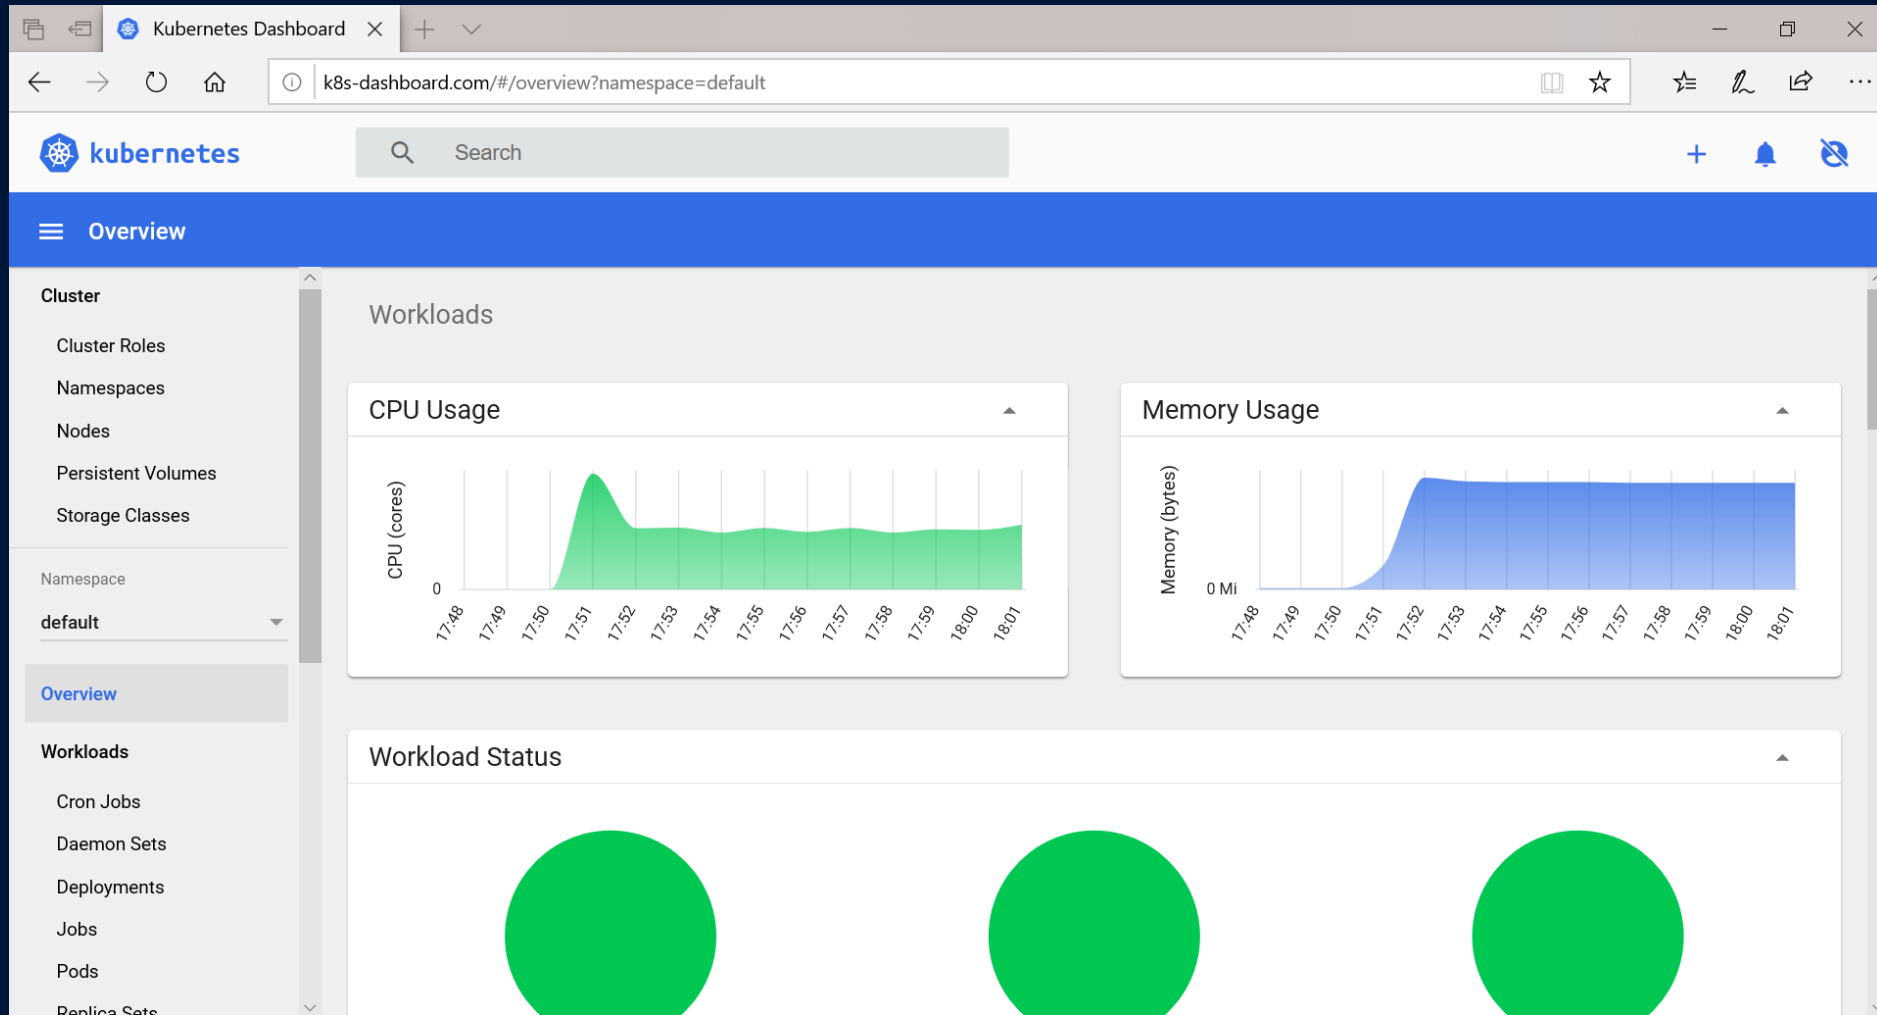 Kubernetes Dashboard
k8s-dashboard.com/#/overview?namespace=default
kubernetes
Search
Overview
Cluster
Cluster Roles
Namespaces
Nodes
Persistent Volumes
Storage Classes
Namespace
default
Overview
Workloads
Cron Jobs
Daemon Sets
Deployments
Jobs
Pods
Replica Sets
Workloads
CPU Usage
CPU (cores)
0
17:48 17:49 17:50 17:51 17:52 17:53 17:54 17:55 17:56 17:57 17:58 17:59 18:00 18:01
Memory Usage
Memory (bytes)
0 Mi
17:48 17:49 17:50 17:51 17:52 17:53 17:54 17:55 17:56 17:57 17:58 17:59 18:00 18:01
Workload Status